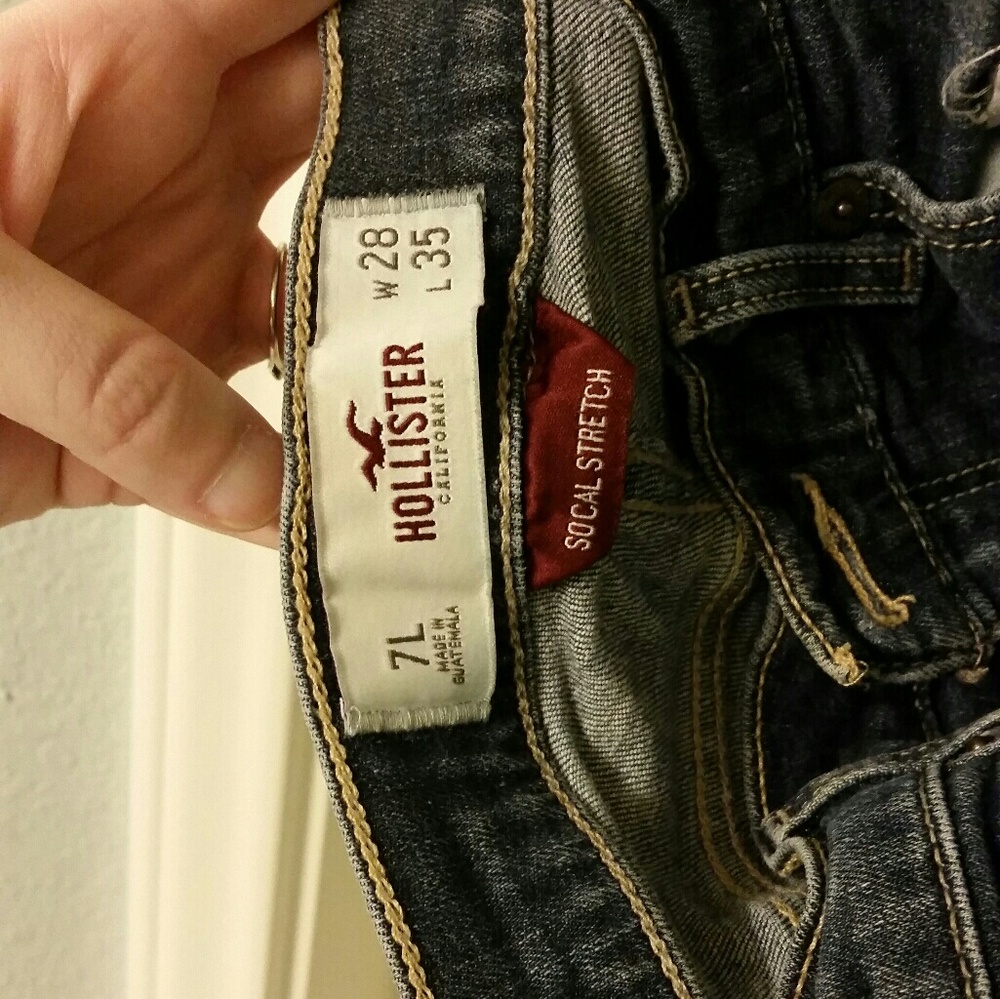 7L
MADE IN
GUATEMALA
HOLLISTER
CALIFORNIA
W 28
L 35
SOCAL STRETCH